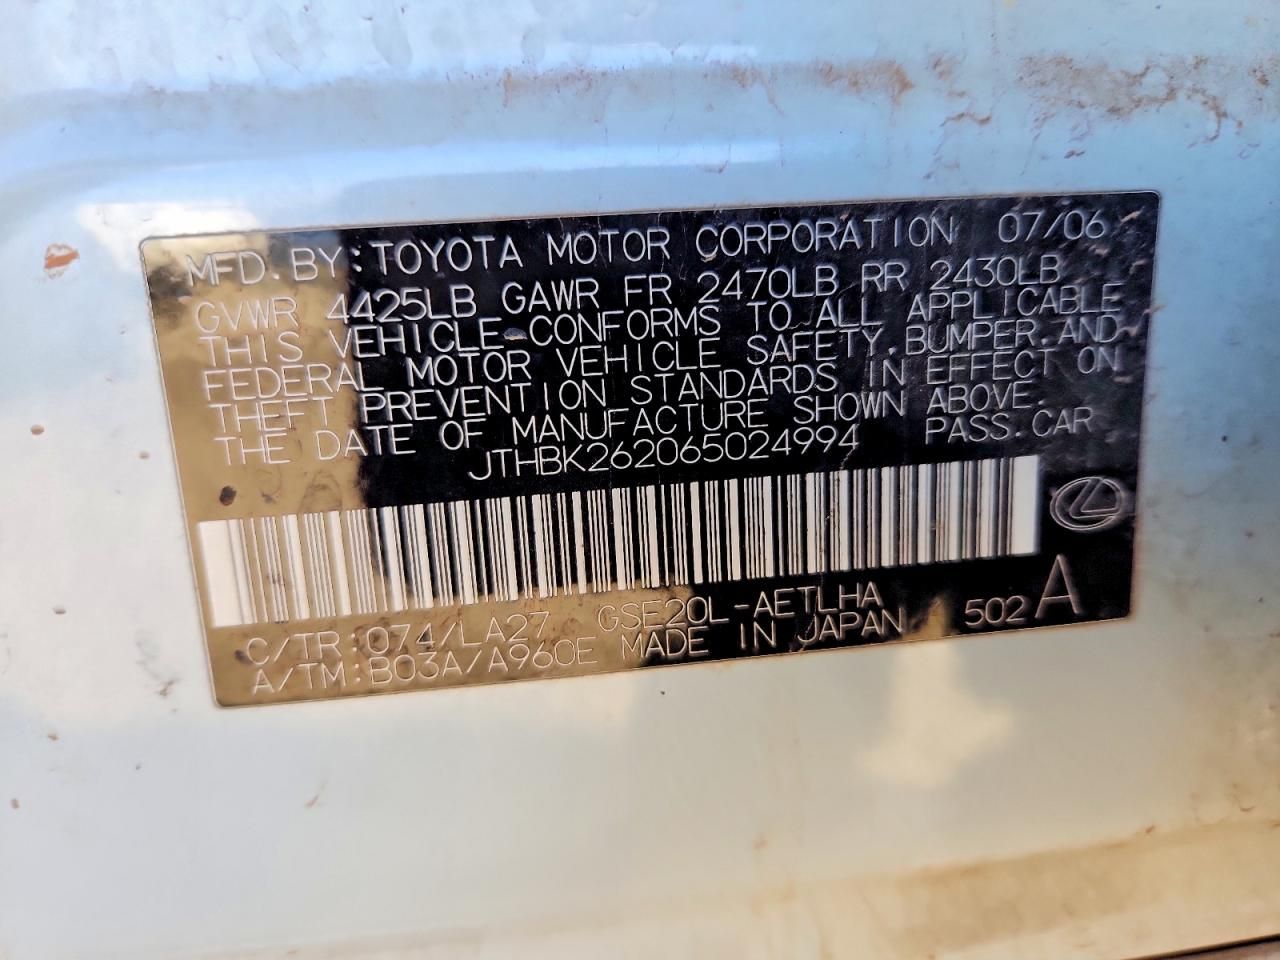 MFD. BY: TOYOTA MOTOR CORPORATION 07/06
GVWR 4425LB GAWR FR 2470LB RR 2430LB
THIS VEHICLE CONFORMS TO ALL APPLICABLE
FEDERAL MOTOR VEHICLE SAFETY, BUMPER, AND
THEFT PREVENTION STANDARDS IN EFFECT ON
THE DATE OF MANUFACTURE SHOWN ABOVE.
JTHBK262065024994 PASS. CAR
C/TR: 074/LA27 GSE20L-AETLHA
A/TM: B03A/A960E MADE IN JAPAN 502 A